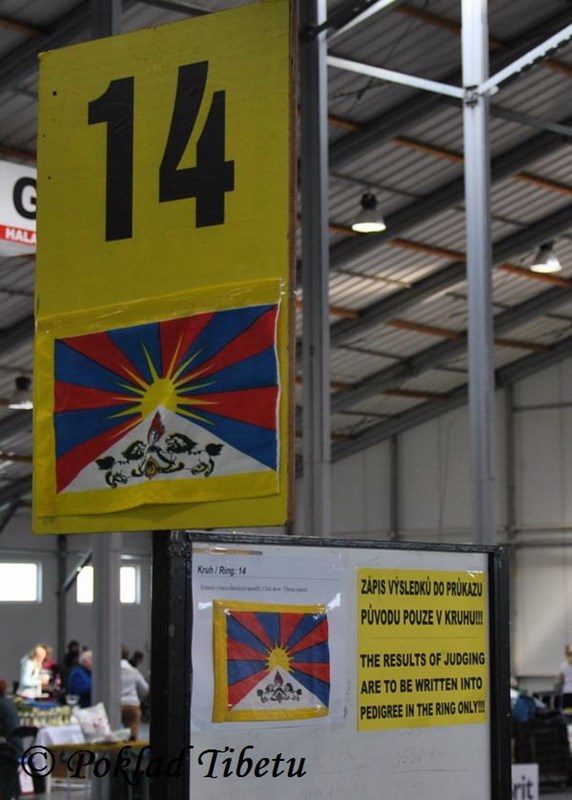 14
G
HALA
Kruh / Ring: 14
ZÁPIS VÝSLEDKŮ DO PRŮKAZU
PŮVODU POUZE V KRUHU!!!
THE RESULTS OF JUDGING
ARE TO BE WRITTEN INTO
PEDIGREE IN THE RING ONLY!!!
rit
© Poklad Tibetu